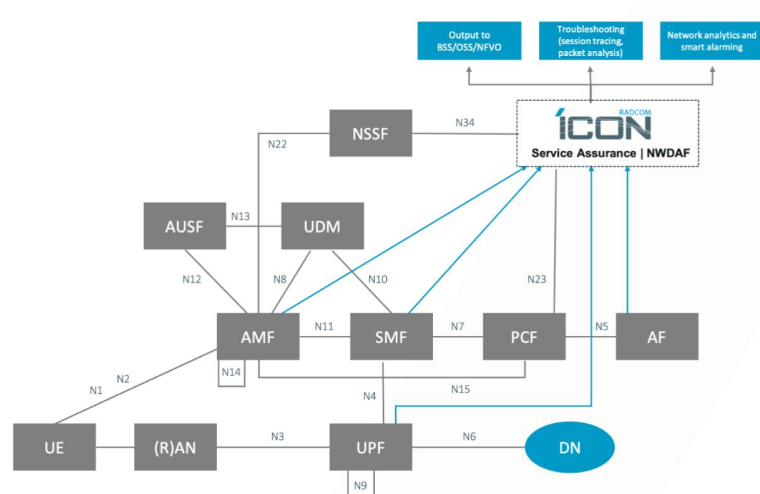 Output to
BSS/OSS/NFVO
Troubleshooting
(session tracing,
packet analysis)
Network analytics and
smart alarming
RADCOM
ICON
Service Assurance | NWDAF
NSSF
N34
N22
AUSF
N13
UDM
N12
N8
N10
N23
AMF
N11
SMF
N7
PCF
N5
AF
N14
N2
N1
N4
N15
UE
(R)AN
N3
UPF
N6
DN
N9